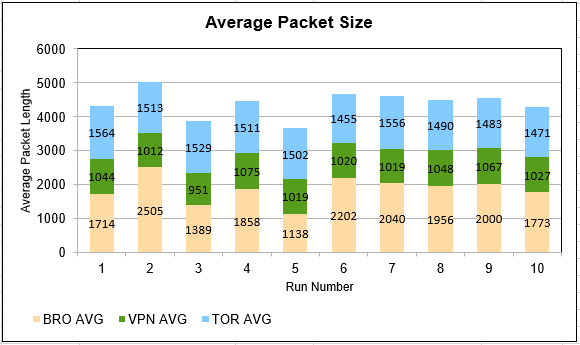 Average Packet Size
6000
5000
4000
3000
2000
1000
0
Average Packet Length
1564 1513 1529 1511 1502 1455 1556 1490 1483 1471
1044 1012 951 1075 1019 1020 1019 1048 1067 1027
1714 2505 1389 1858 1138 2202 2040 1956 2000 1773
1 2 3 4 5 6 7 8 9 10
Run Number
BRO AVG VPN AVG TOR AVG